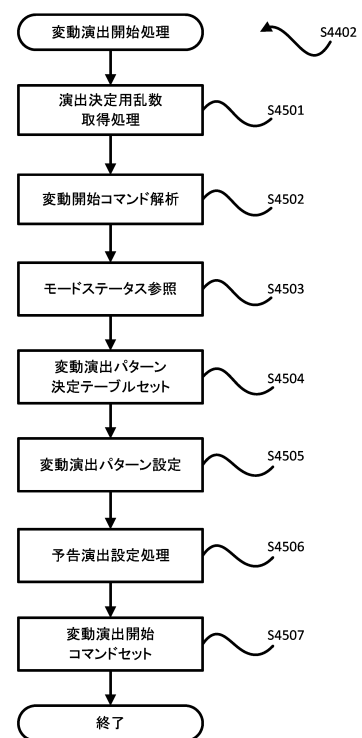 変動演出開始処理
S4402
演出決定用乱数
取得処理
S4501
変動開始コマンド解析
S4502
モードステータス参照
S4503
変動演出パターン
決定テーブルセット
S4504
変動演出パターン設定
S4505
予告演出設定処理
S4506
変動演出開始
コマンドセット
S4507
終了